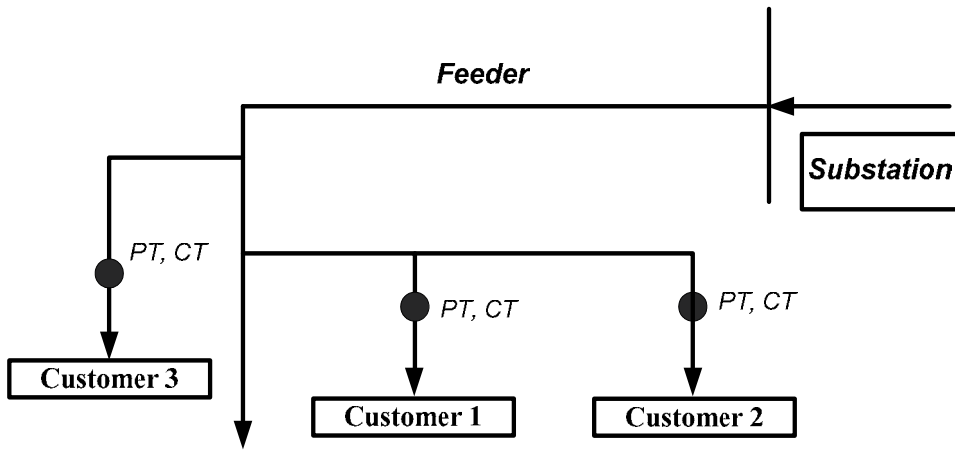 Feeder
Substation
PT, CT
PT, CT
PT, CT
Customer 3
Customer 1
Customer 2